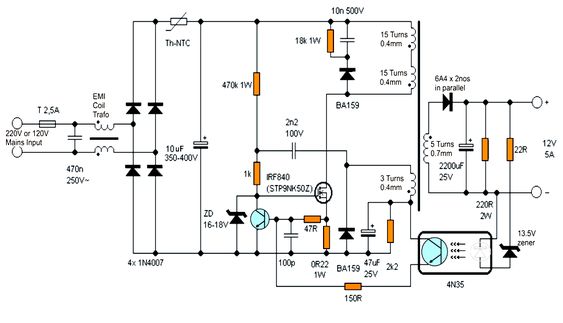 10n 500V
Th-NTC
18k 1W
15 Turns
0.4mm
6A4 x 2nos
in parallel
EMI
Coil
Trafo
470k 1W
15 Turns
0.4mm
T 2,5A
BA159
+
220V or 120V
Mains Input
10uF
350-400V
2n2
100V
5 Turns
0.7mm
22R
12V
5A
470n
250V~
1k
IRF840
(STP9NK50Z)
3 Turns
0.4mm
2200uF
25V
ZD
16-18V
220R
2W
47R
13.5V
zener
4x 1N4007
100p
0R22
1W
BA159
47uF
25V
2k2
150R
4N35